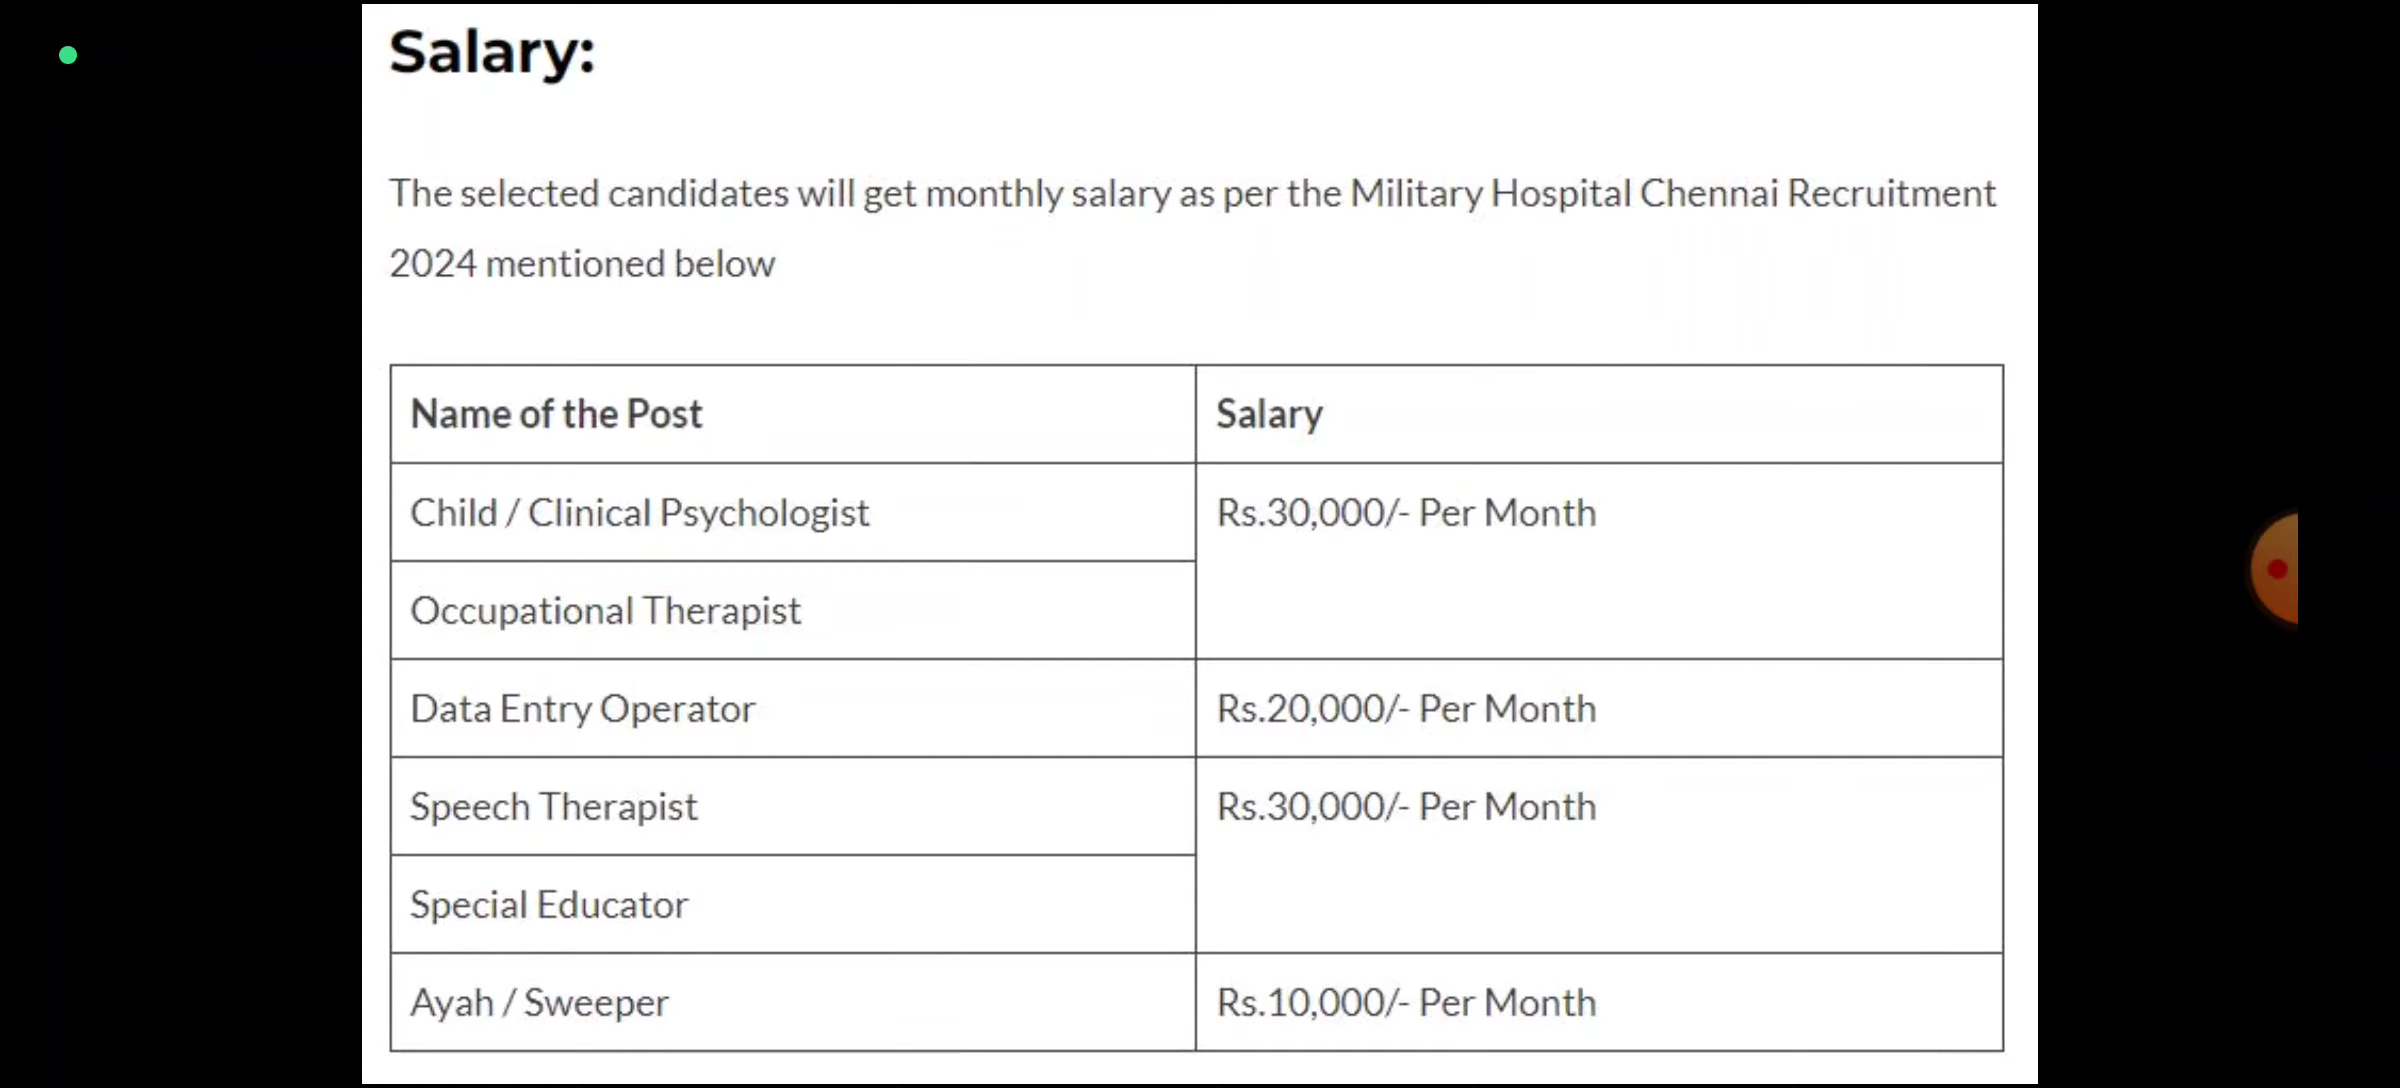 Salary:
The selected candidates will get monthly salary as per the Military Hospital Chennai Recruitment
2024 mentioned below
Name of the Post Salary
Child / Clinical Psychologist Rs.30,000/- Per Month
Occupational Therapist
Data Entry Operator Rs.20,000/- Per Month
Speech Therapist Rs.30,000/- Per Month
Special Educator
Ayah / Sweeper Rs.10,000/- Per Month